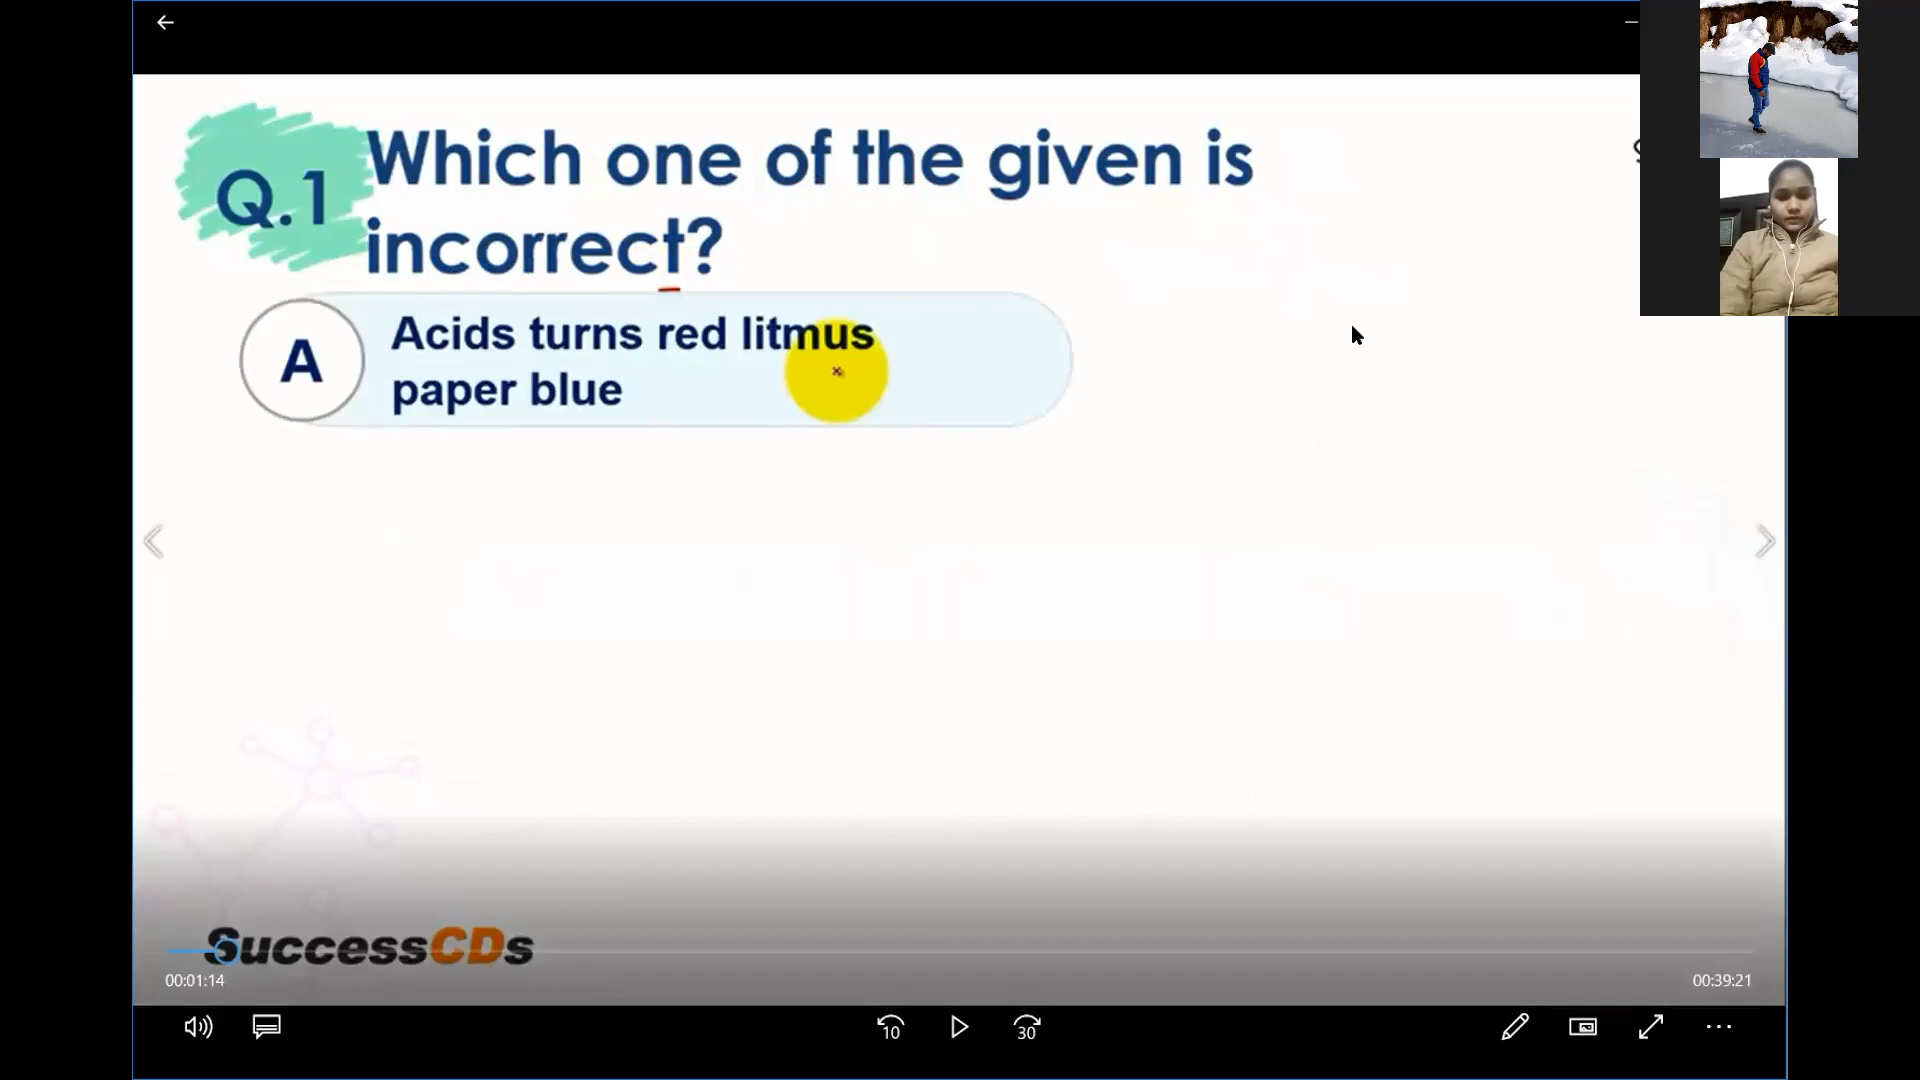 Q.1
Which one of the given is
incorrect?
A
Acids turns red litmus
paper blue
SuccessCDs
00:01:14
00:39:21
10
30